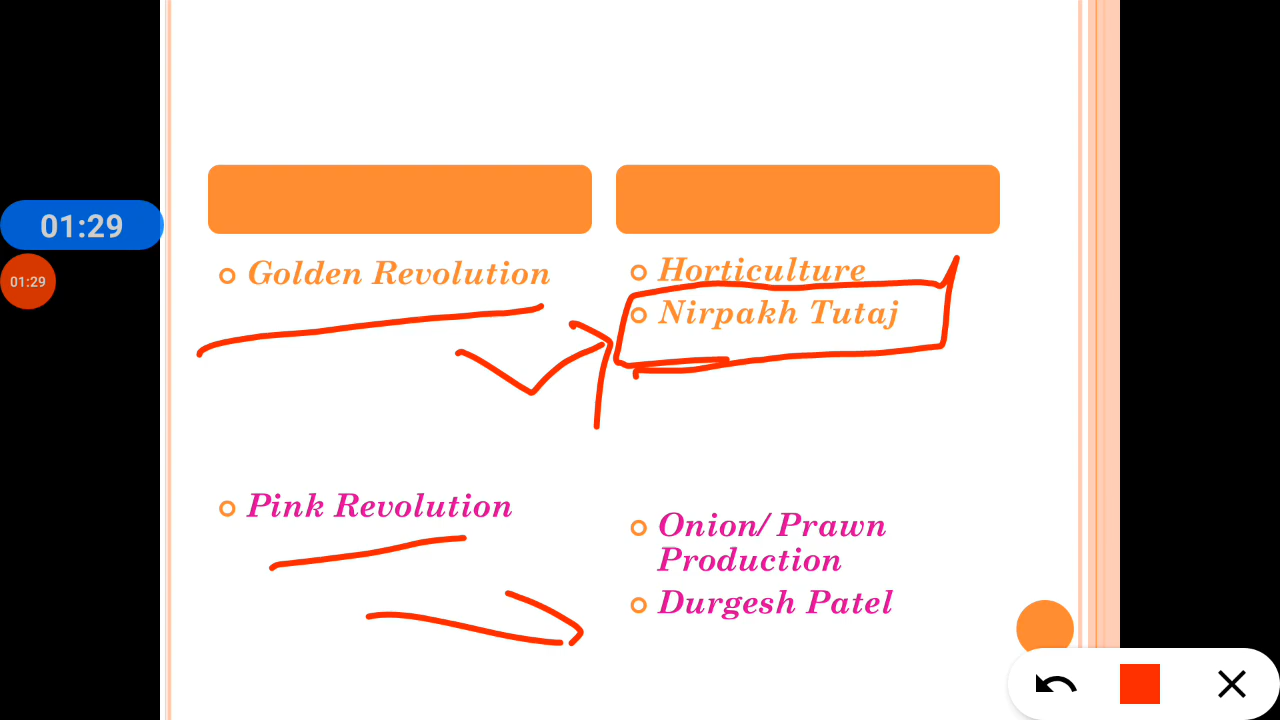 01:29
01:29
Golden Revolution
Horticulture
Nirpakh Tutaj
Pink Revolution
Onion/ Prawn
Production
Durgesh Patel